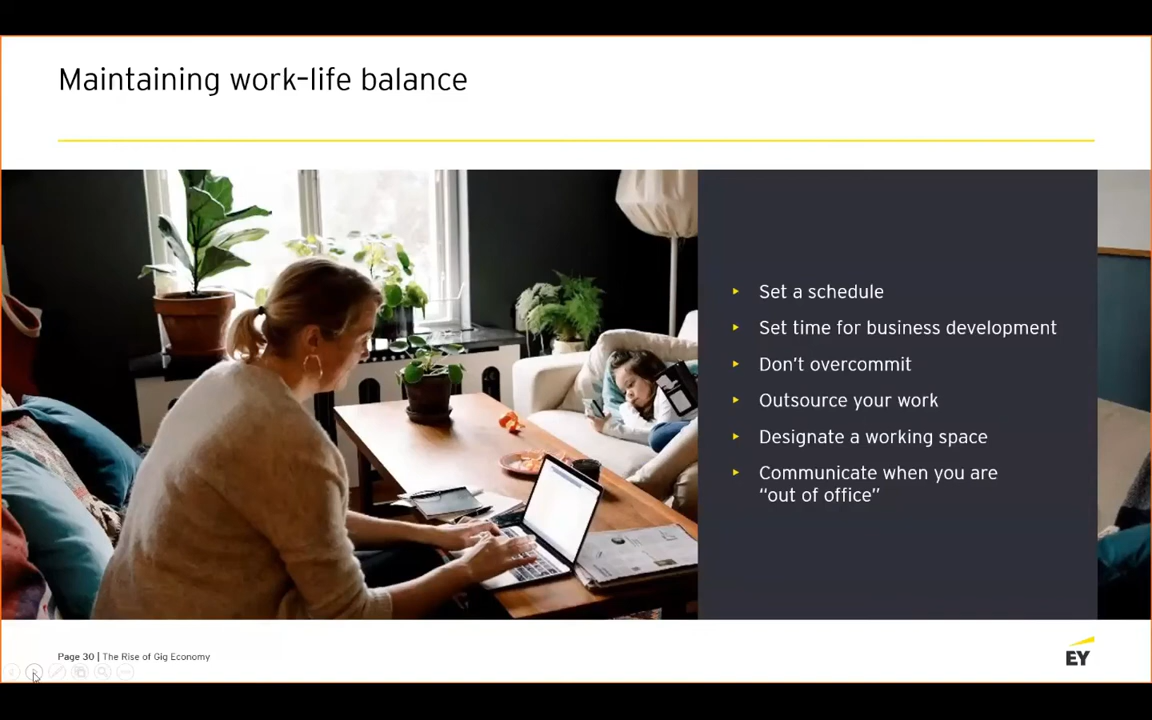 Maintaining work–life balance
▸ Set a schedule
▸ Set time for business development
▸ Don't overcommit
▸ Outsource your work
▸ Designate a working space
▸ Communicate when you are
"out of office"
Page 30 | The Rise of Gig Economy
EY